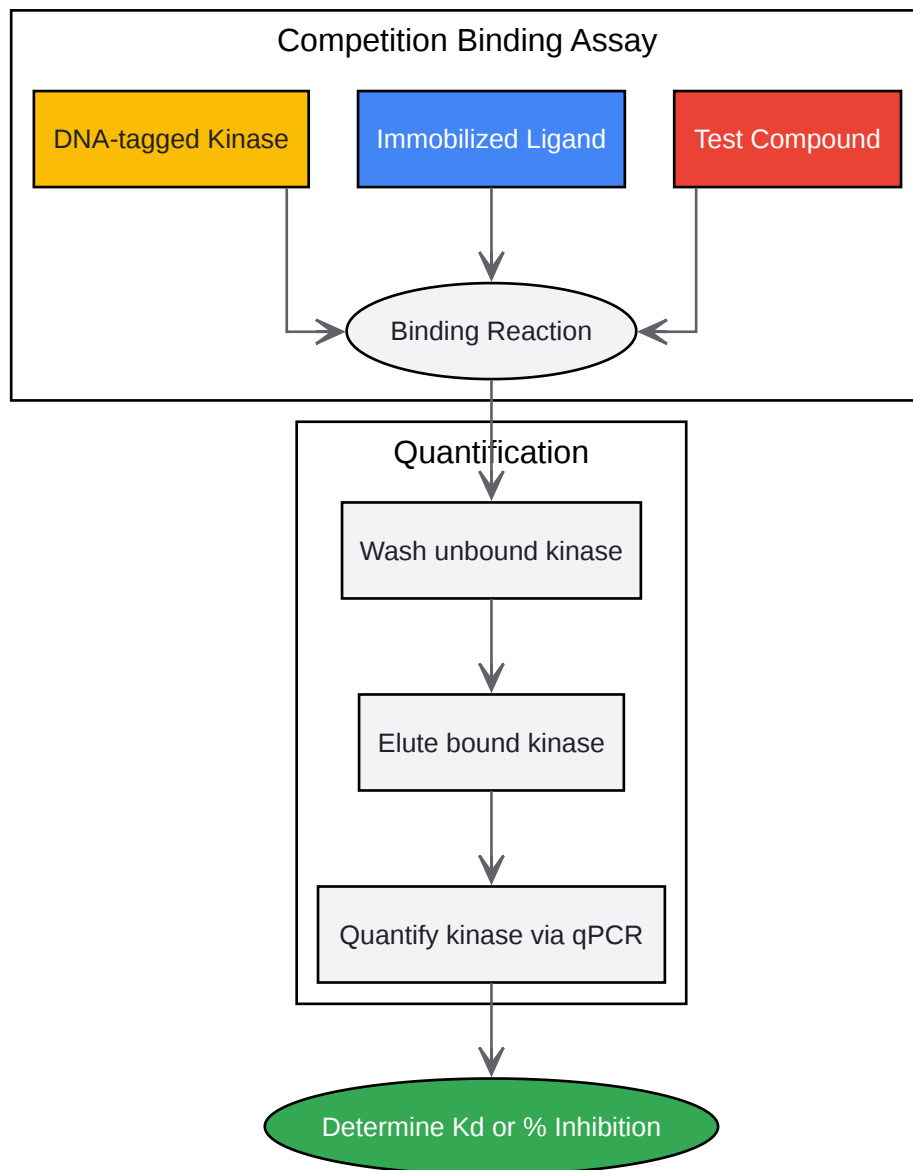 Competition Binding Assay
DNA-tagged Kinase
Immobilized Ligand
Test Compound
Binding Reaction
Quantification
Wash unbound kinase
Elute bound kinase
Quantify kinase via qPCR
Determine Kd or % Inhibition